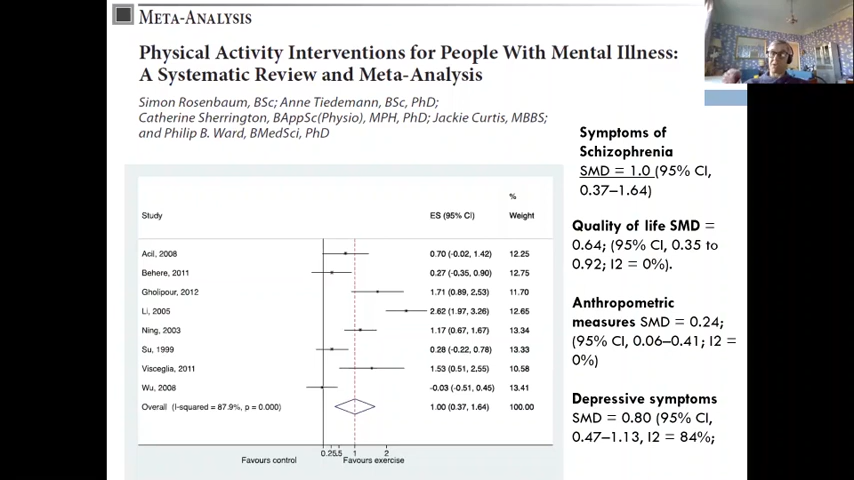 META-ANALYSIS
Physical Activity Interventions for People With Mental Illness:
A Systematic Review and Meta-Analysis
Simon Rosenbaum, BSc; Anne Tiedemann, BSc, PhD;
Catherine Sherrington, BAppSc(Physio), MPH, PhD; Jackie Curtis, MBBS;
and Philip B. Ward, BMedSci, PhD
%
Study ES (95% CI) Weight
Acil, 2008 0.70 (-0.02, 1.42) 12.25
Behere, 2011 0.27 (-0.35, 0.90) 12.75
Gholipour, 2012 1.71 (0.89, 2.53) 11.70
Li, 2005 2.62 (1.97, 3.26) 12.65
Ning, 2003 1.17 (0.67, 1.67) 13.34
Su, 1999 0.28 (-0.22, 0.78) 13.33
Visceglia, 2011 1.53 (0.51, 2.55) 10.58
Wu, 2008 -0.03 (-0.51, 0.45) 13.41
Overall (I-squared = 87.9%, p = 0.000) 1.00 (0.37, 1.64) 100.00
0.25.5 1 2
Favours control Favours exercise
Symptoms of
Schizophrenia
SMD = 1.0 (95% CI,
0.37–1.64)
Quality of life SMD =
0.64; (95% CI, 0.35 to
0.92; I2 = 0%).
Anthropometric
measures SMD = 0.24;
(95% CI, 0.06–0.41; I2 =
0%)
Depressive symptoms
SMD = 0.80 (95% CI,
0.47-1.13, I2 = 84%;